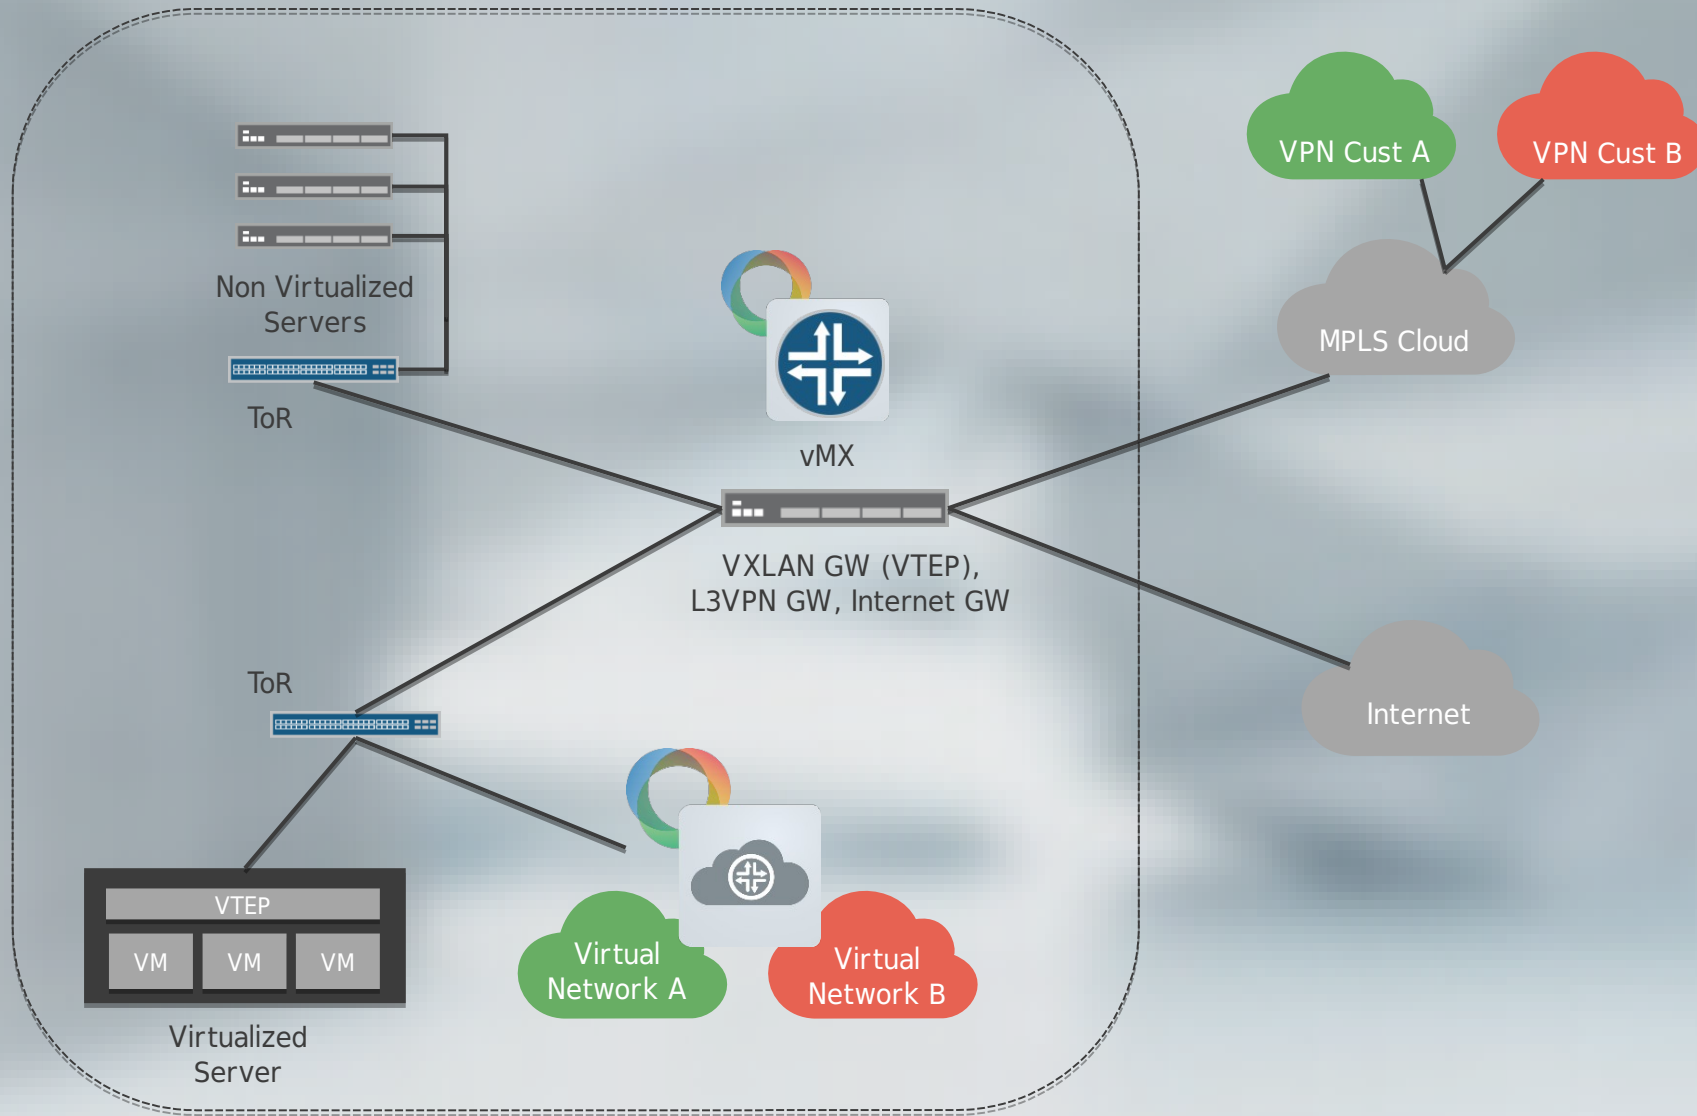 VPN Cust A
VPN Cust B
Non Virtualized
Servers
MPLS Cloud
ToR
vMX
VXLAN GW (VTEP),
L3VPN GW, Internet GW
ToR
Internet
VTEP
VM
VM
VM
Virtual
Network A
Virtual
Network B
Virtualized
Server